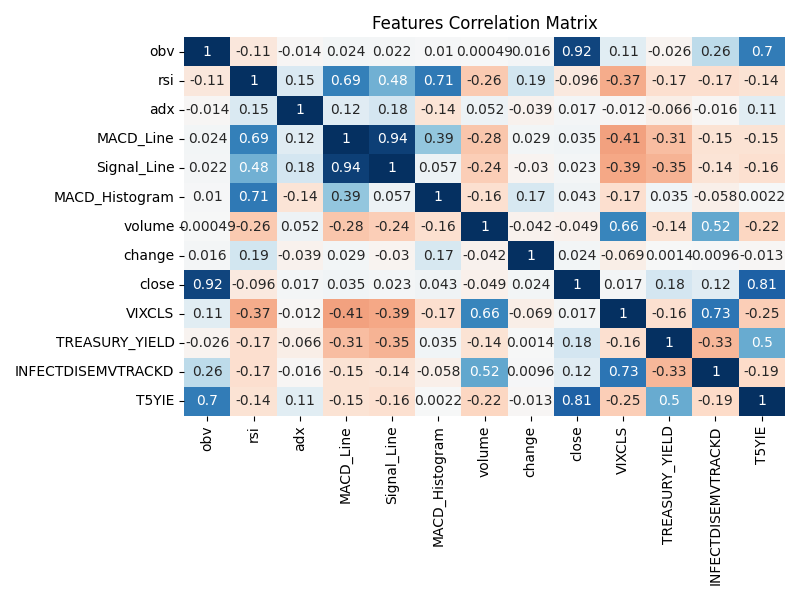 Features Correlation Matrix
obv 1 -0.11 -0.014 0.024 0.022 0.01 0.00049 0.016 0.92 0.11 -0.026 0.26 0.7
rsi -0.11 1 0.15 0.69 0.48 0.71 -0.26 0.19 -0.096 -0.37 -0.17 -0.17 -0.14
adx -0.014 0.15 1 0.12 0.18 -0.14 0.052 -0.039 0.017 -0.012 -0.066 -0.016 0.11
MACD_Line 0.024 0.69 0.12 1 0.94 0.39 -0.28 0.029 0.035 -0.41 -0.31 -0.15 -0.15
Signal_Line 0.022 0.48 0.18 0.94 1 0.057 -0.24 -0.03 0.023 -0.39 -0.35 -0.14 -0.16
MACD_Histogram 0.01 0.71 -0.14 0.39 0.057 1 -0.16 0.17 0.043 -0.17 0.035 -0.058 0.0022
volume 0.00049 -0.26 0.052 -0.28 -0.24 -0.16 1 -0.042 -0.049 0.66 -0.14 0.52 -0.22
change 0.016 0.19 -0.039 0.029 -0.03 0.17 -0.042 1 0.024 -0.069 0.0014 0.0096 -0.013
close 0.92 -0.096 0.017 0.035 0.023 0.043 -0.049 0.024 1 0.017 0.18 0.12 0.81
VIXCLS 0.11 -0.37 -0.012 -0.41 -0.39 -0.17 0.66 -0.069 0.017 1 -0.16 0.73 -0.25
TREASURY_YIELD -0.026 -0.17 -0.066 -0.31 -0.35 0.035 -0.14 0.0014 0.18 -0.16 1 -0.33 0.5
INFECTDISEMVTRACKD 0.26 -0.17 -0.016 -0.15 -0.14 -0.058 0.52 0.0096 0.12 0.73 -0.33 1 -0.19
T5YIE 0.7 -0.14 0.11 -0.15 -0.16 0.0022 -0.22 -0.013 0.81 -0.25 0.5 -0.19 1
obv rsi adx MACD_Line Signal_Line MACD_Histogram volume change close VIXCLS TREASURY_YIELD INFECTDISEMVTRACKD T5YIE